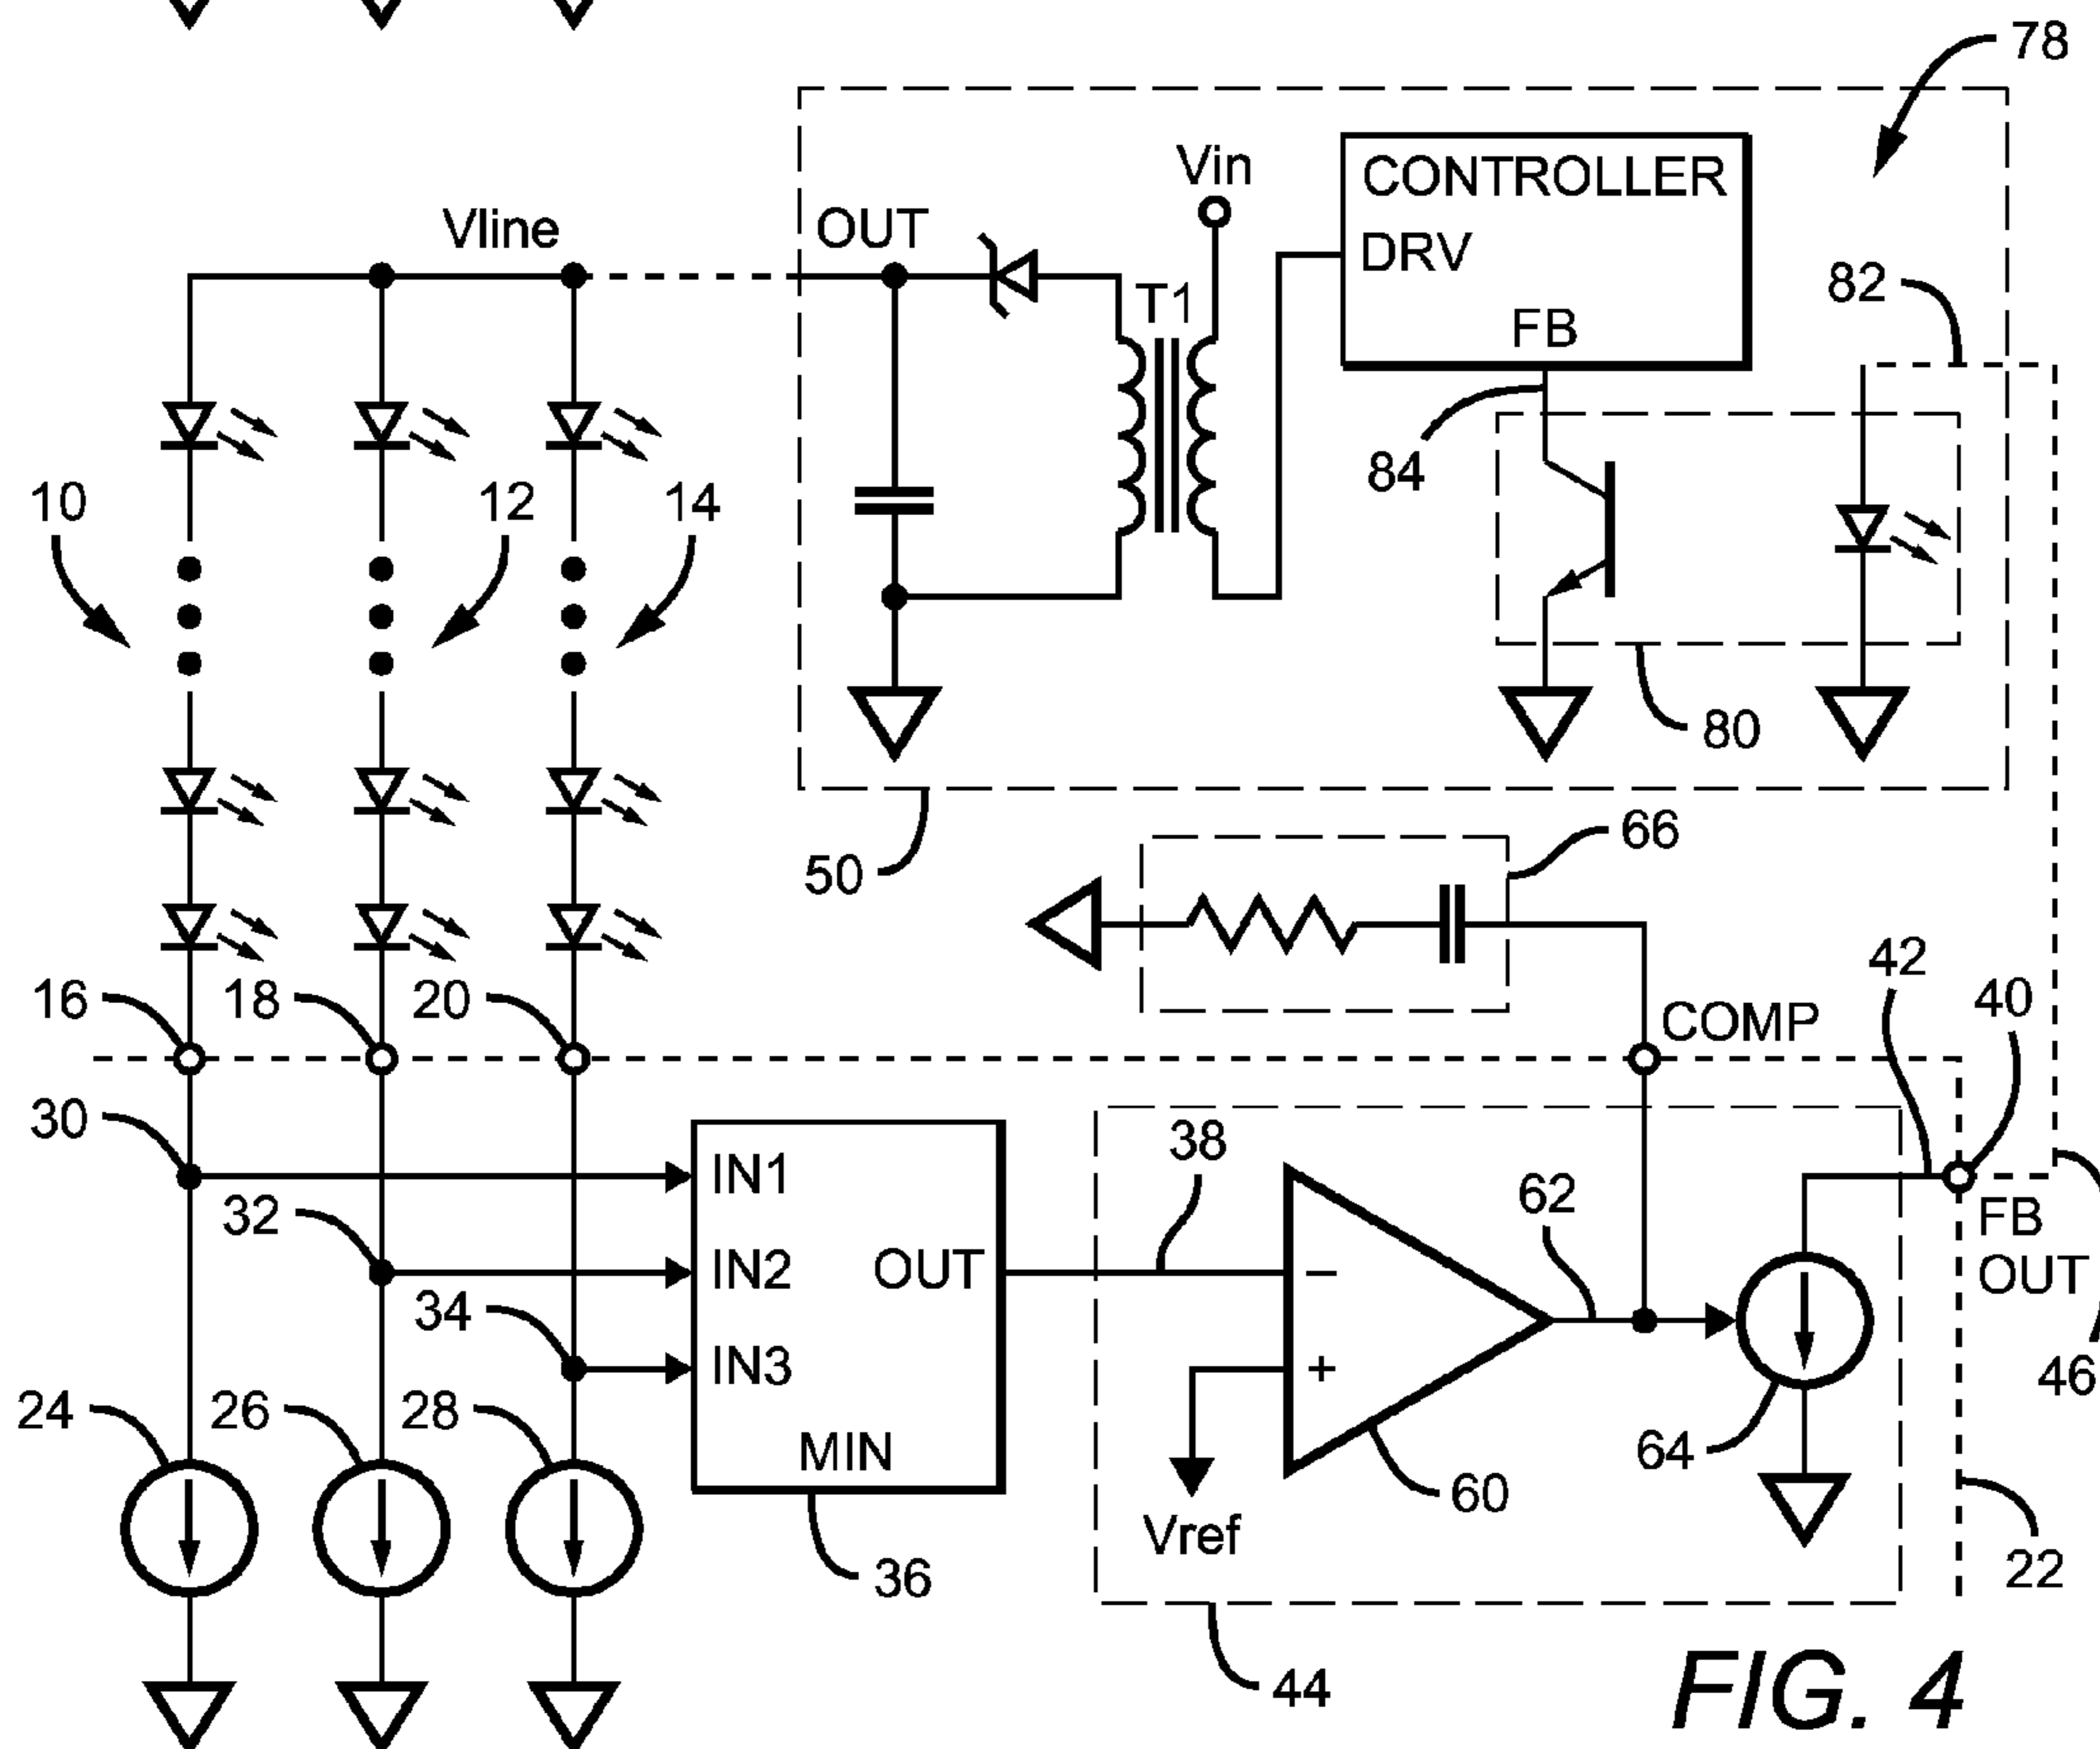 78
Vin
CONTROLLER
Vline
OUT
DRV
T1
82
FB
84
10
12
14
80
66
50
42
40
16
18
20
COMP
30
38
IN1
62
32
FB
IN2
OUT
OUT
34
IN3
46
24
26
28
MIN
64
60
Vref
36
22
44
FIG. 4